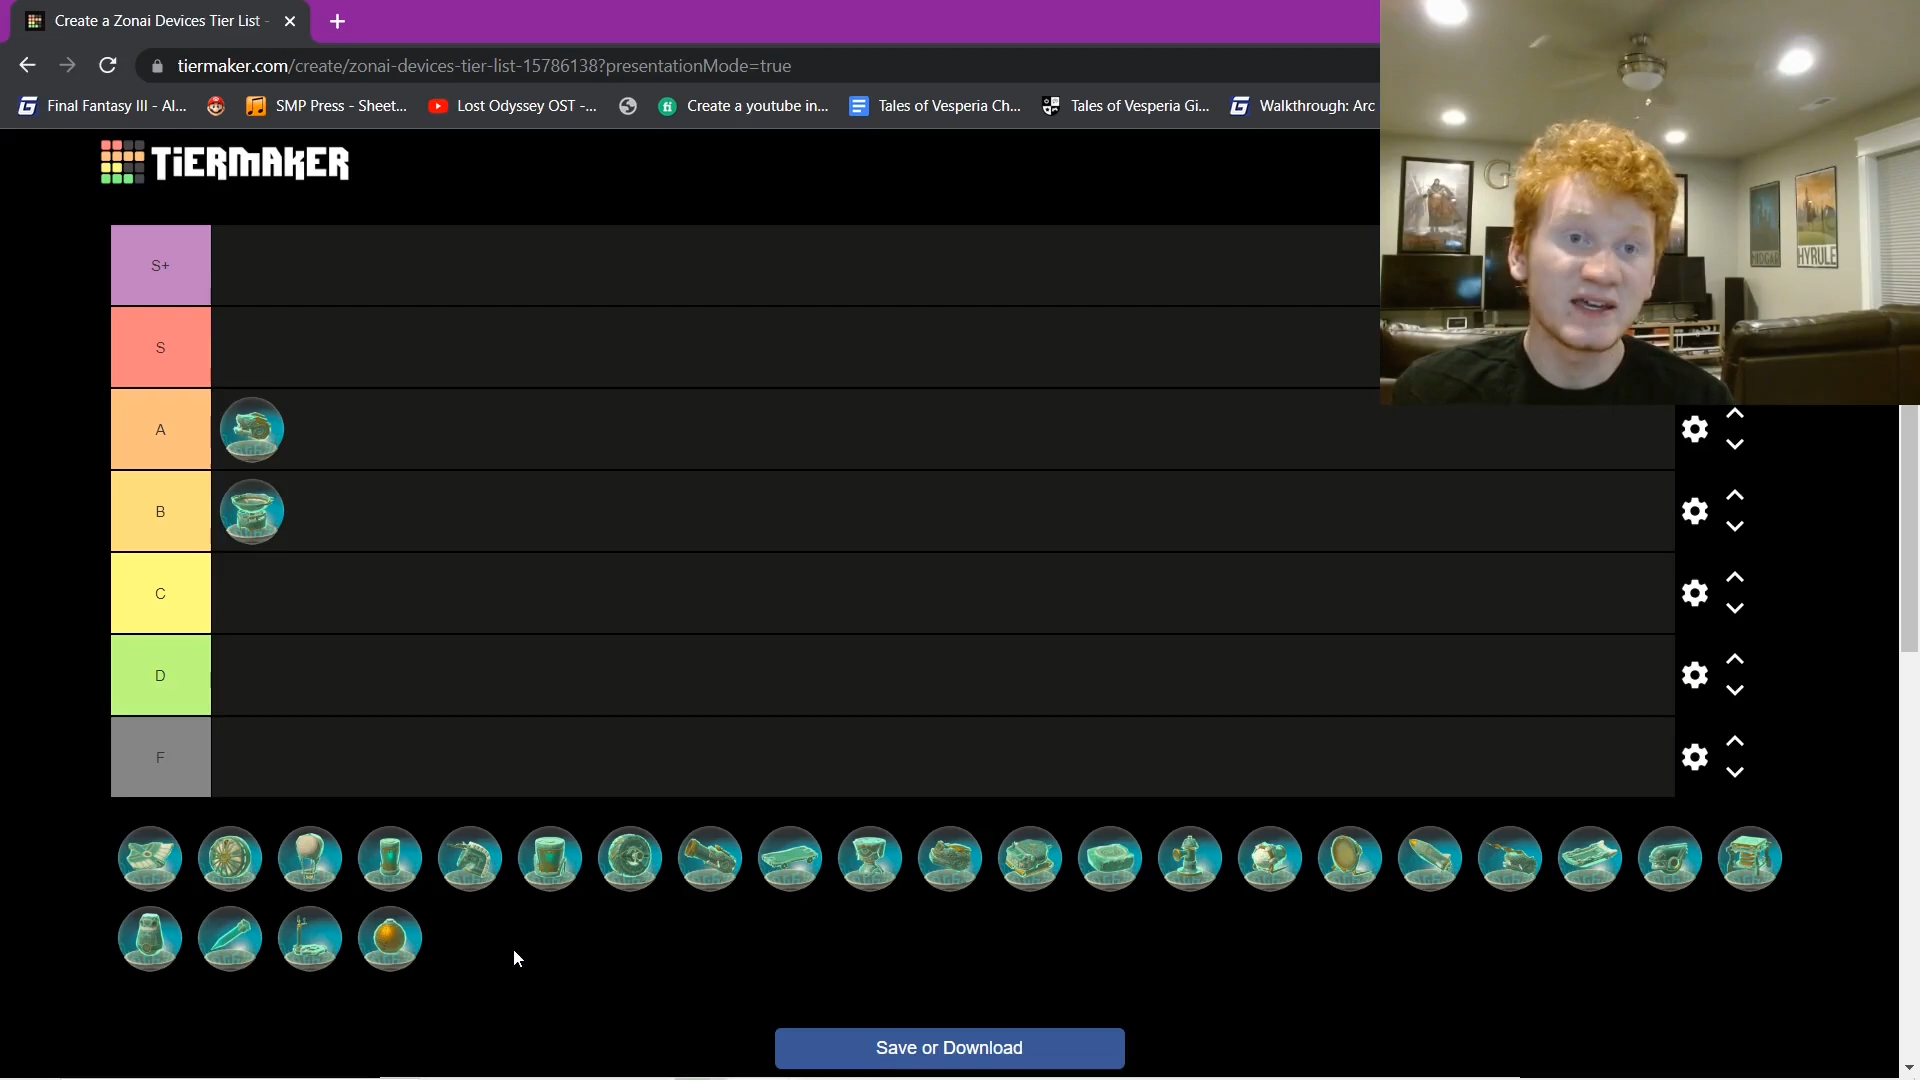 Create a Zonai Devices Tier List -
tiermaker.com/create/zonai-devices-tier-list-15786138?presentationMode=true
Final Fantasy III - Al...
SMP Press - Sheet...
Lost Odyssey OST -...
Create a youtube in...
Tales of Vesperia Ch...
Tales of Vesperia Gi...
Walkthrough: Arc
TiERMAKER
G
MIDGAR
HYRULE
S+
S
A
B
C
D
F
Save or Download